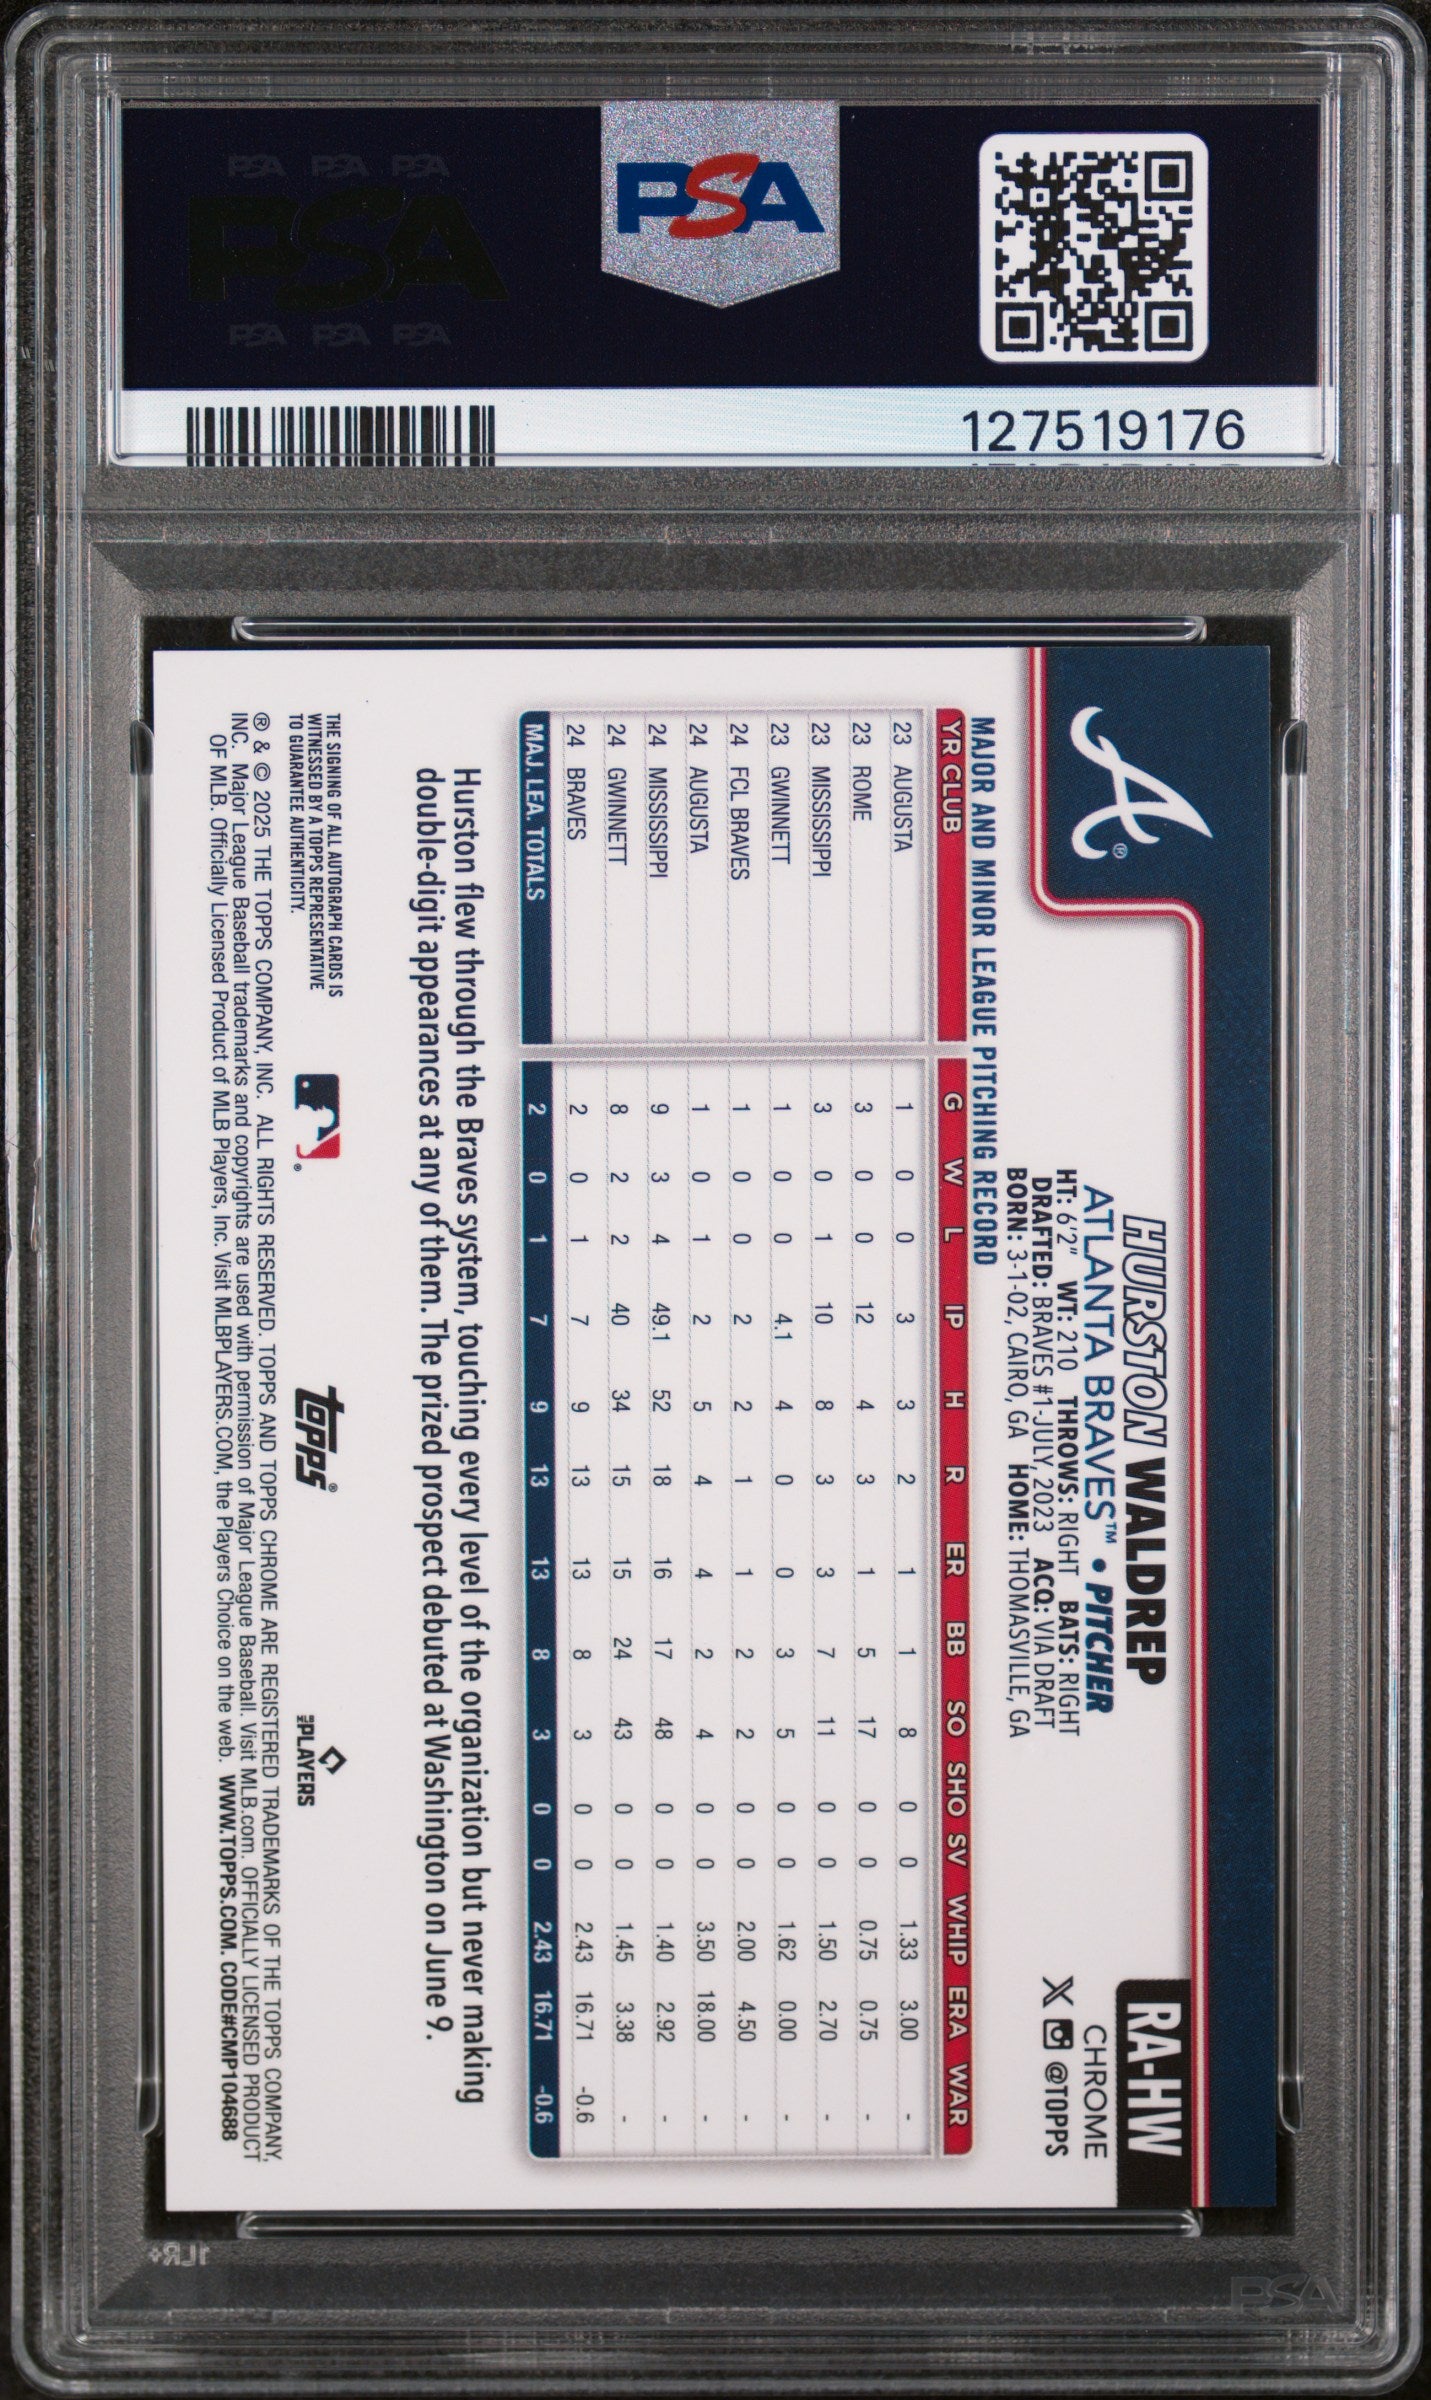 PSA PSA PSA
PSA
PSA PSA PSA
PSA
127519176
A®
HURSTON WALDREP
ATLANTA BRAVES™ • PITCHER
HT: 6'2" WT: 210 THROWS: RIGHT BATS: RIGHT
DRAFTED: BRAVES #1-JULY, 2023 ACQ: VIA DRAFT
BORN: 3-1-02, CAIRO, GA HOME: THOMASVILLE, GA
RA-HW
CHROME
X @TOPPS
MAJOR AND MINOR LEAGUE PITCHING RECORD
YR CLUB G W L IP H R ER BB SO SHO SV WHIP ERA WAR
23 AUGUSTA 1 0 0 3 3 2 1 1 8 0 0 1.33 3.00 -
23 ROME 3 0 0 12 4 3 1 5 17 0 0 0.75 0.75 -
23 MISSISSIPPI 3 0 1 10 8 3 3 7 11 0 0 1.50 2.70 -
23 GWINNETT 1 0 0 4.1 4 0 0 3 5 0 0 1.62 0.00 -
24 FCL BRAVES 1 0 0 2 2 1 1 2 2 0 0 2.00 4.50 -
24 AUGUSTA 1 0 1 2 5 4 4 2 4 0 0 3.50 18.00 -
24 MISSISSIPPI 9 3 4 49.1 52 18 16 17 48 0 0 1.40 2.92 -
24 GWINNETT 8 2 2 40 34 15 15 24 43 0 0 1.45 3.38 -
24 BRAVES 2 0 1 7 9 13 13 8 3 0 0 2.43 16.71 -0.6
MAJ. LEA. TOTALS 2 0 1 7 9 13 13 8 3 0 0 2.43 16.71 -0.6
Hurston flew through the Braves system, touching every level of the organization but never making
double-digit appearances at any of them. The prized prospect debuted at Washington on June 9.
THE SIGNING OF ALL AUTOGRAPH CARDS IS
WITNESSED BY A TOPPS REPRESENTATIVE
TO GUARANTEE AUTHENTICITY.
topps®
MLB PLAYERS
® & © 2025 THE TOPPS COMPANY, INC. ALL RIGHTS RESERVED. TOPPS AND TOPPS CHROME ARE REGISTERED TRADEMARKS OF THE TOPPS COMPANY,
INC. Major League Baseball trademarks and copyrights are used with permission of Major League Baseball. Visit MLB.com. OFFICIALLY LICENSED PRODUCT
OF MLB. Officially Licensed Product of MLB Players, Inc. Visit MLBPLAYERS.COM, the Players Choice on the web. WWW.TOPPS.COM. CODE#CMP104688
1LR+
PSA